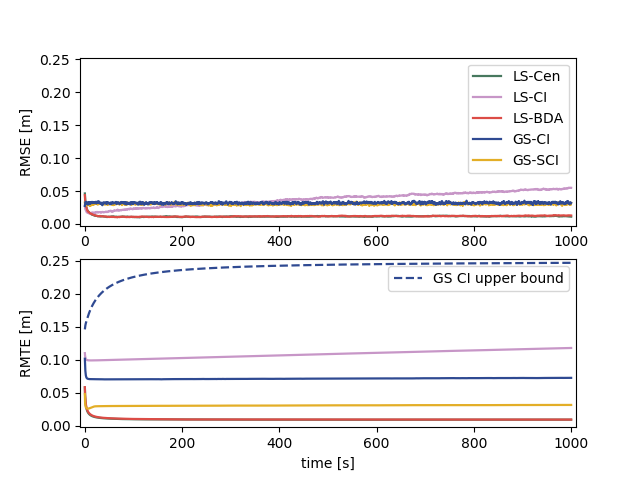 0.25
0.20
0.15
0.10
0.05
0.00
RMSE [m]
LS-Cen
LS-CI
LS-BDA
GS-CI
GS-SCI
0 200 400 600 800 1000
0.25
0.20
0.15
0.10
0.05
0.00
RMTE [m]
GS CI upper bound
0 200 400 600 800 1000
time [s]